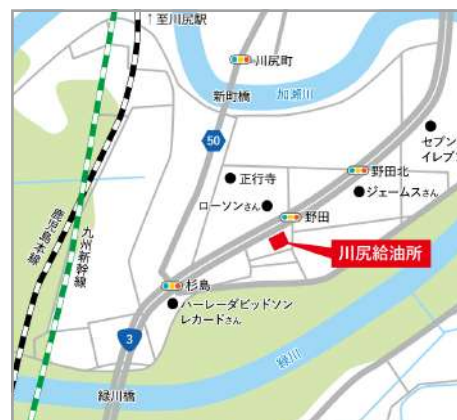 ↑至川尻駅
川尻町
加勢川
新町橋
50
セブン
イレブン
正行寺
野田北
ジェームスさん
ローソンさん
野田
川尻給油所
鹿児島本線
九州新幹線
杉島
ハーレーダビッドソン
レカードさん
3
緑川
緑川橋